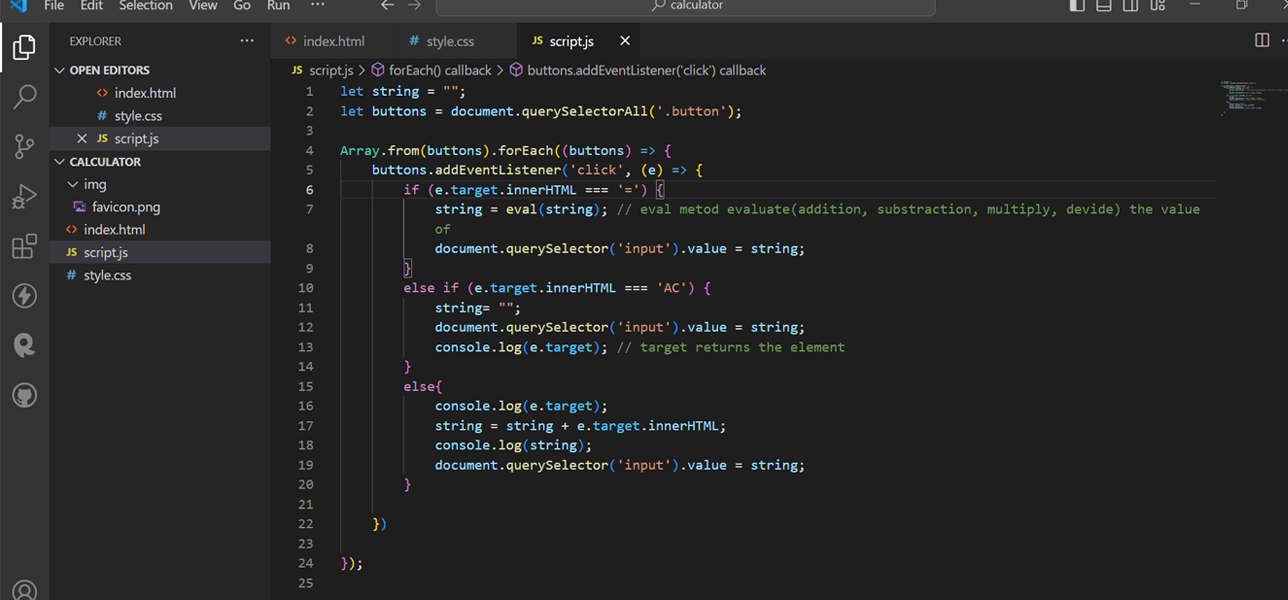 File Edit Selection View Go Run ··· ← → calculator
EXPLORER ···
OPEN EDITORS
<> index.html
# style.css
× JS script.js
CALCULATOR
img
favicon.png
<> index.html
JS script.js
# style.css
<> index.html # style.css JS script.js ×
JS script.js > forEach() callback > buttons.addEventListener('click') callback
1 let string = "";
2 let buttons = document.querySelectorAll('.button');
3
4 Array.from(buttons).forEach((buttons) => {
5 buttons.addEventListener('click', (e) => {
6 if (e.target.innerHTML === '=') {
7 string = eval(string); // eval metod evaluate(addition, substraction, multiply, devide) the value
of
8 document.querySelector('input').value = string;
9 }
10 else if (e.target.innerHTML === 'AC') {
11 string= "";
12 document.querySelector('input').value = string;
13 console.log(e.target); // target returns the element
14 }
15 else{
16 console.log(e.target);
17 string = string + e.target.innerHTML;
18 console.log(string);
19 document.querySelector('input').value = string;
20 }
21
22 })
23
24 });
25